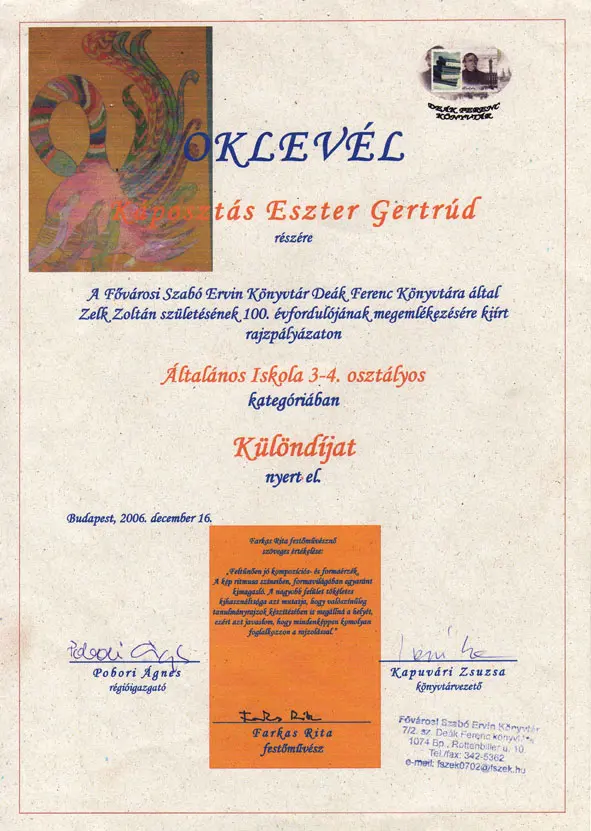 DEÁK FERENC
KÖNYVTÁR
OKLEVÉL
Káposztás Eszter Gertrúd
részére
A Fővárosi Szabó Ervin Könyvtár Deák Ferenc Könyvtára által
Zelk Zoltán születésének 100. évfordulójának megemlékezésére kiírt
rajzpályázaton
Általános Iskola 3-4. osztályos
kategóriában
Különdíjat
nyert el.
Budapest, 2006. december 16.
Farkas Rita festőművésznő
szöveges értékelése:
„Feltűnően jó kompozíciós- és formaérzék.
A kép ritmusa színeiben, formavilágában egyaránt
kimagasló. A nagyobb felület tökéletes
kihasználtsága azt mutatja, hogy valószínűleg
tanulmányrajzok készítésében is megállná a helyét,
ezért azt javaslom, hogy mindenképpen komolyan
foglalkozzon a rajzolással."
Pobori Ágnes
Pobori Ágnes
régióigazgató
Kapuvári Zsuzsa
könyvtárvezető
Farkas Rita
Farkas Rita
festőművész
Fővárosi Szabó Ervin Könyvtár
7/2. sz. Deák Ferenc Könyvtára
1074 Bp., Rottenbiller u. 10
Tel./fax: 342-5362
e-mail: fszek0702@fszek.hu